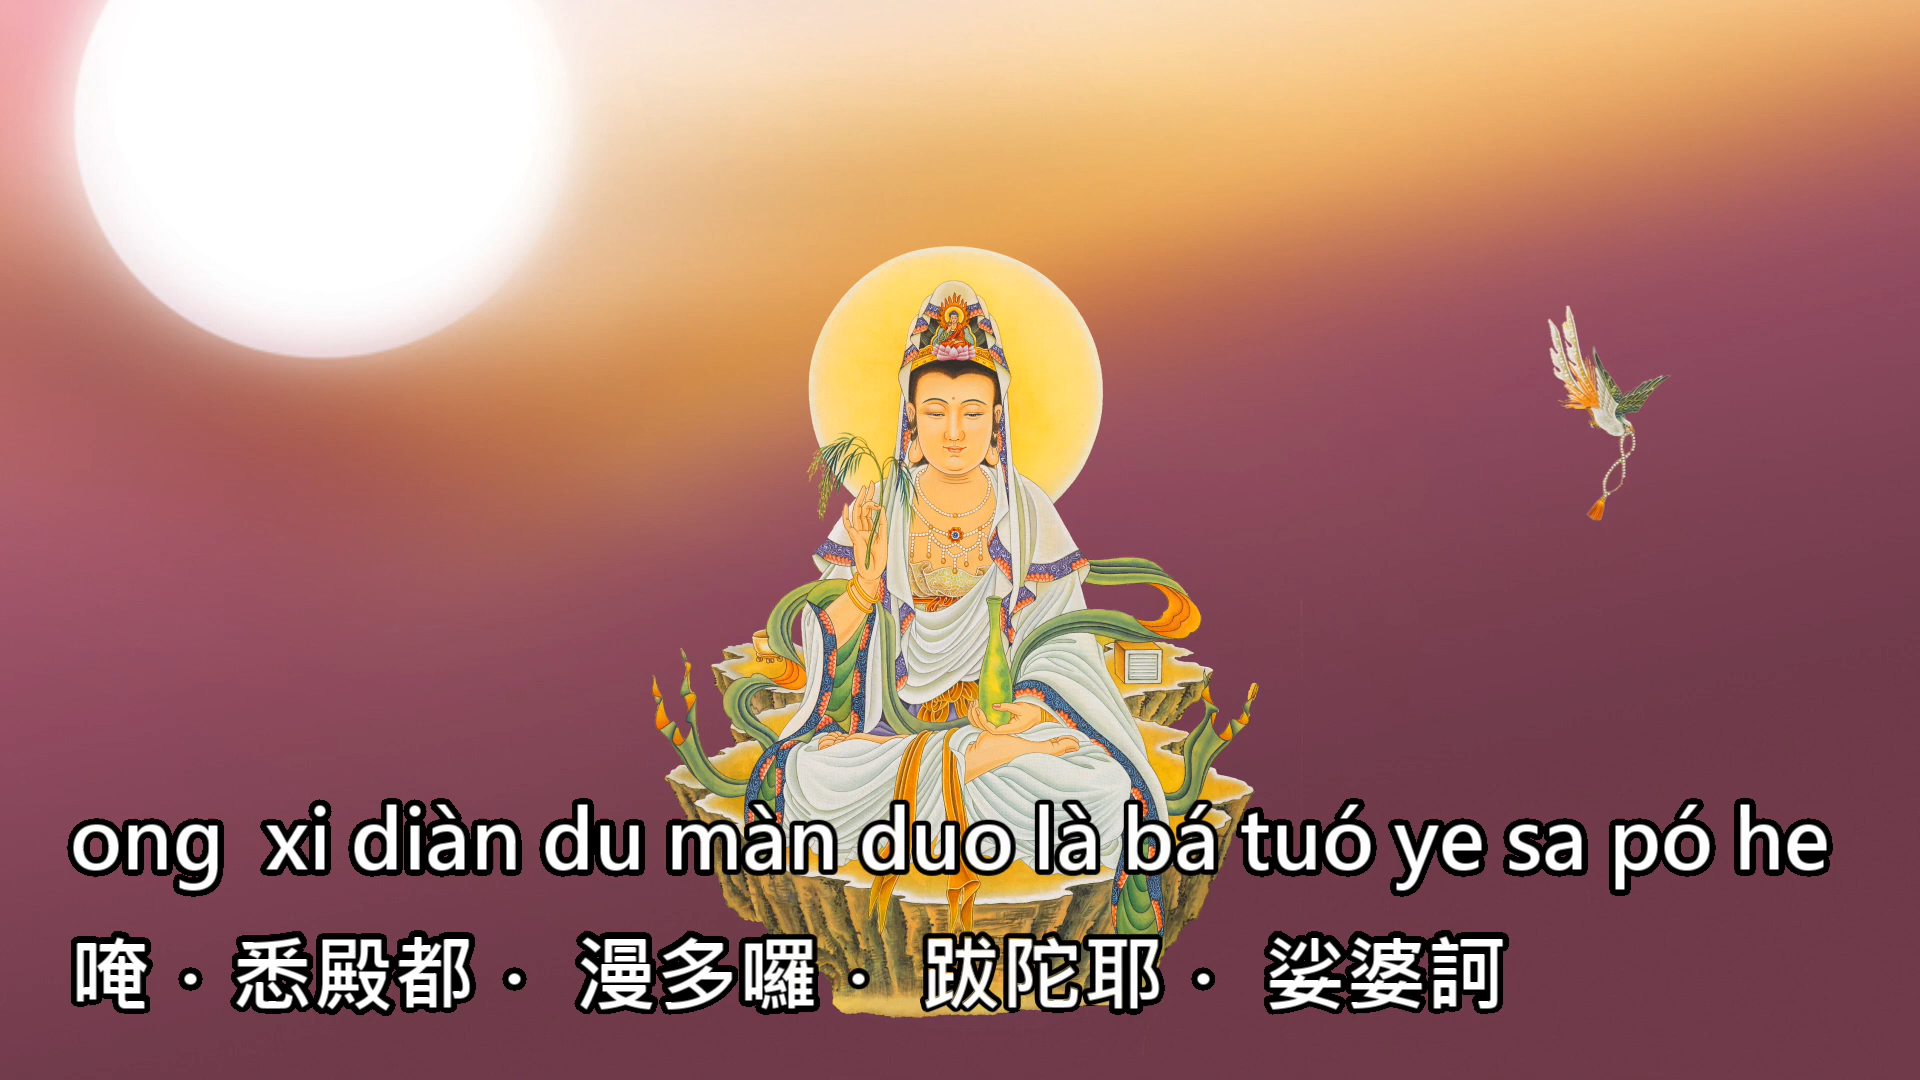 ong xi diàn du màn duo là bá tuó ye sa pó he
唵·悉殿都· 漫多囉· 跋陀耶· 娑婆訶